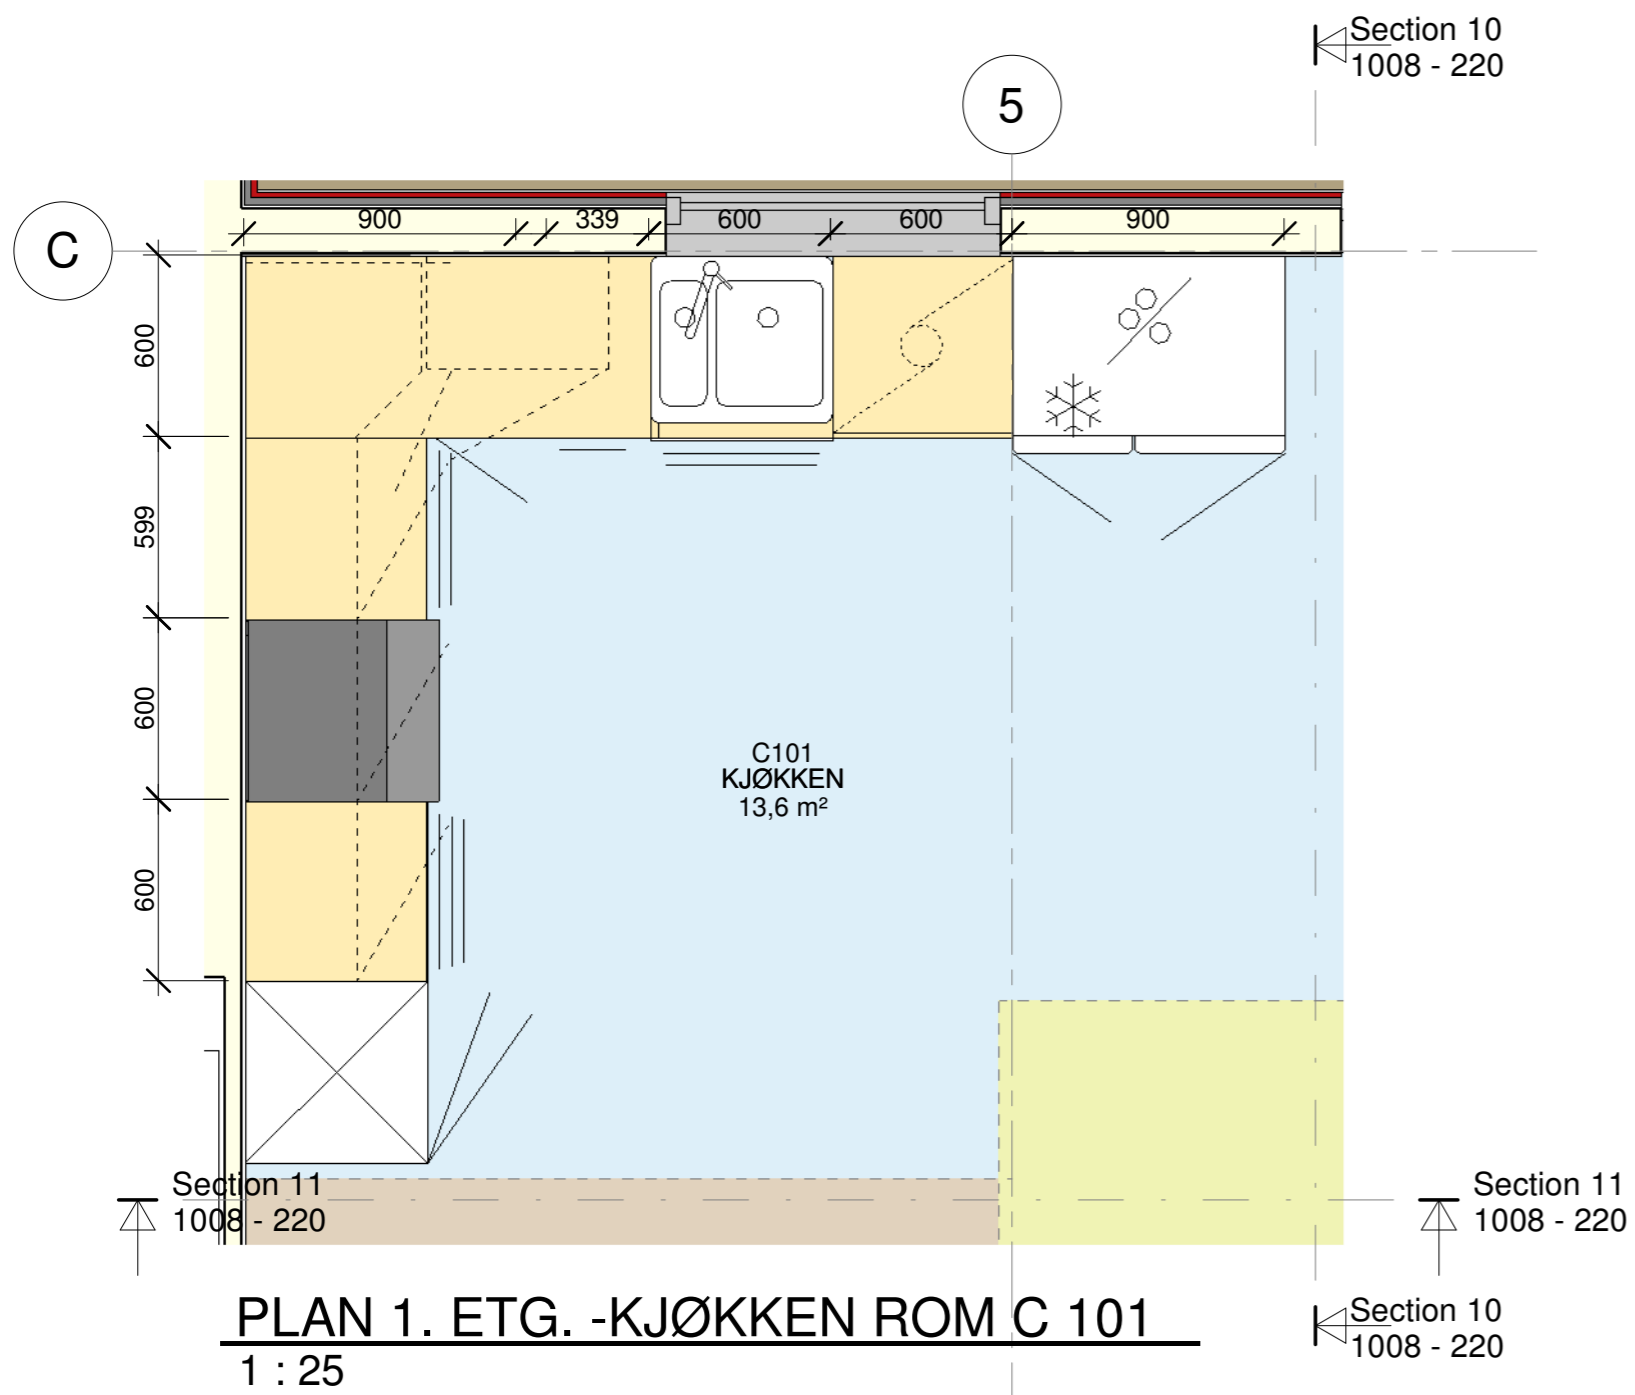 Section 10
1008 - 220
5
C
900
339
600
600
900
600
599
600
600
C101
KJØKKEN
13,6 m²
Section 11
1008 - 220
Section 11
1008 - 220
PLAN 1. ETG. -KJØKKEN ROM C 101
1 : 25
Section 10
1008 - 220